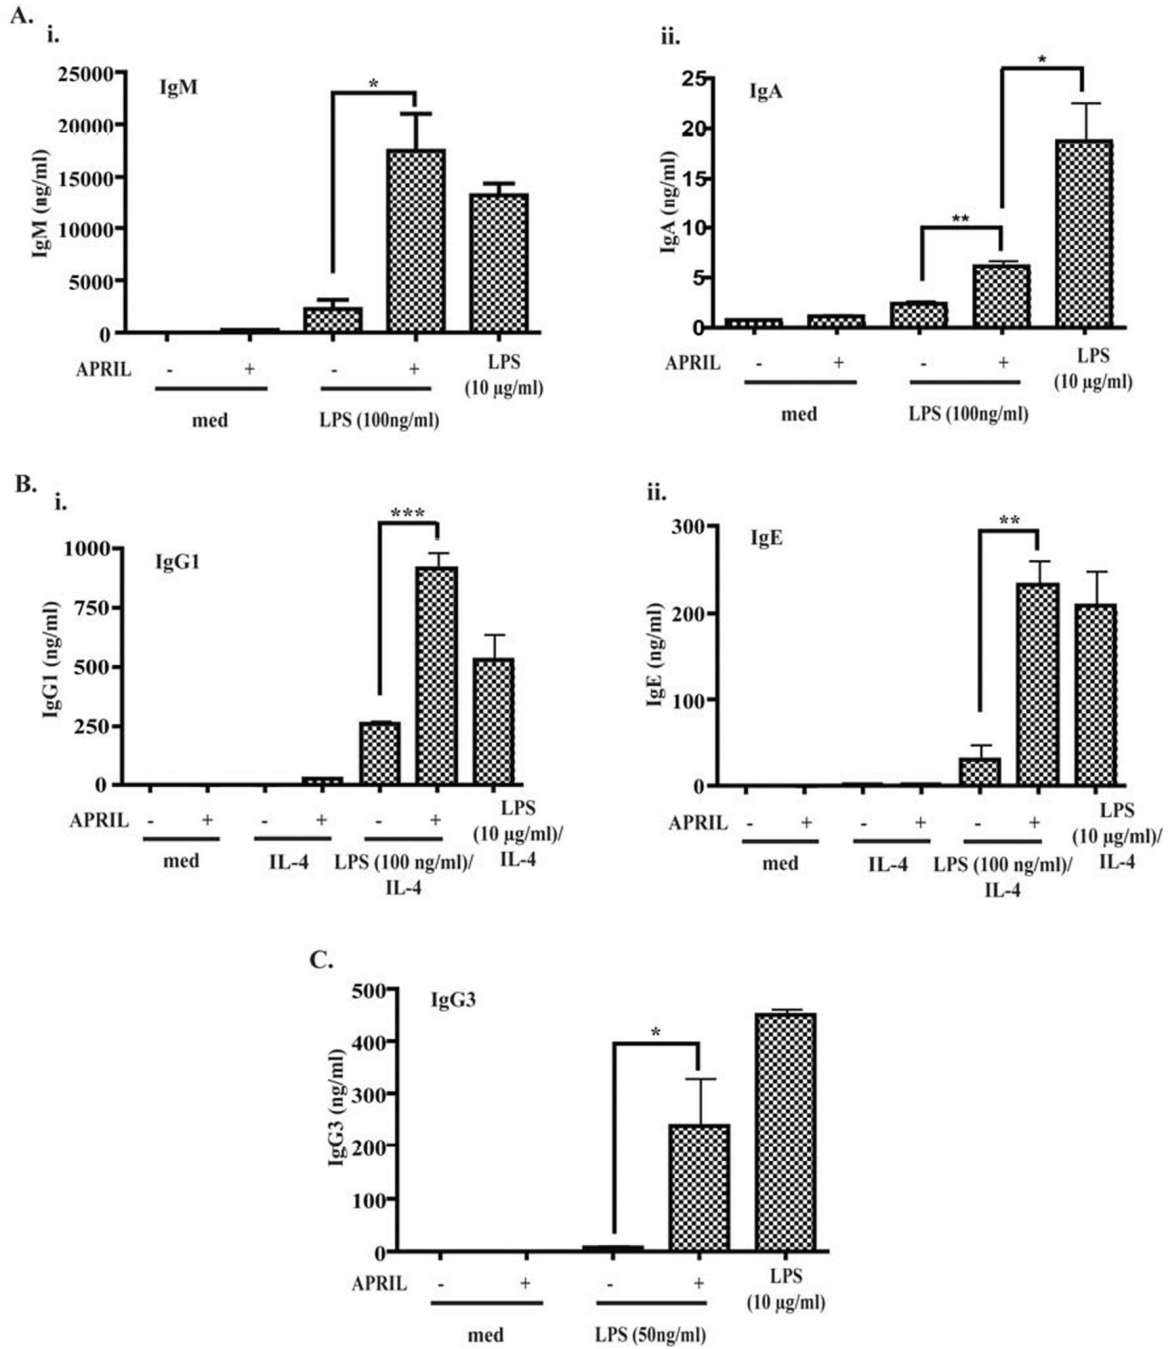 A.
i.
IgM
*
25000
20000
15000
10000
5000
0
IgM (ng/ml)
APRIL - + - + LPS
(10 µg/ml)
med LPS (100ng/ml)
ii.
IgA
*
**
25
20
15
10
5
0
IgA (ng/ml)
APRIL - + - + LPS
(10 µg/ml)
med LPS (100ng/ml)
B.
i.
IgG1
***
1000
750
500
250
0
IgG1 (ng/ml)
APRIL - + - + - + LPS
(10 µg/ml)/
med IL-4 LPS (100 ng/ml)/ IL-4
IL-4
ii.
IgE
**
300
200
100
0
IgE (ng/ml)
APRIL - + - + - + LPS
(10 µg/ml)/
med IL-4 LPS (100 ng/ml)/ IL-4
IL-4
C.
IgG3
*
500
400
300
200
100
0
IgG3 (ng/ml)
APRIL - + - + LPS
(10 µg/ml)
med LPS (50ng/ml)